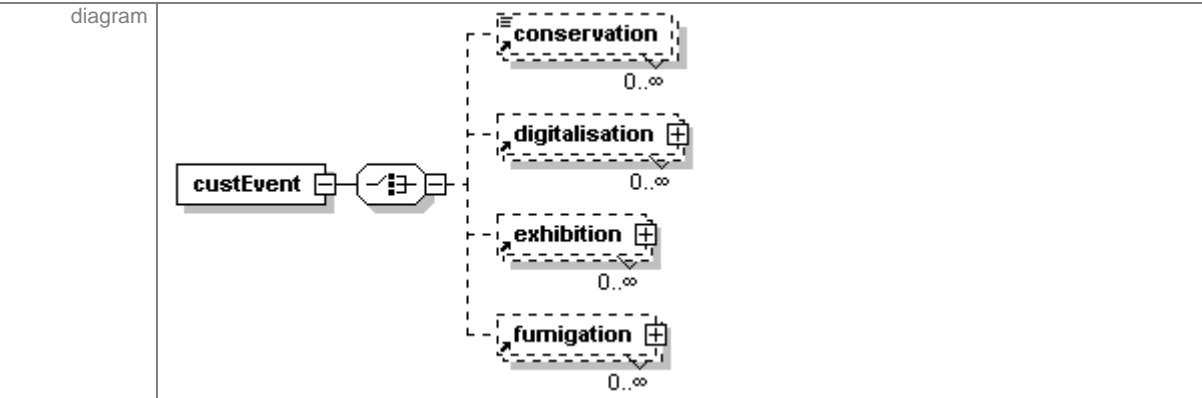 diagram
conservation
0..∞
digitalisation
0..∞
custEvent
exhibition
0..∞
fumigation
0..∞